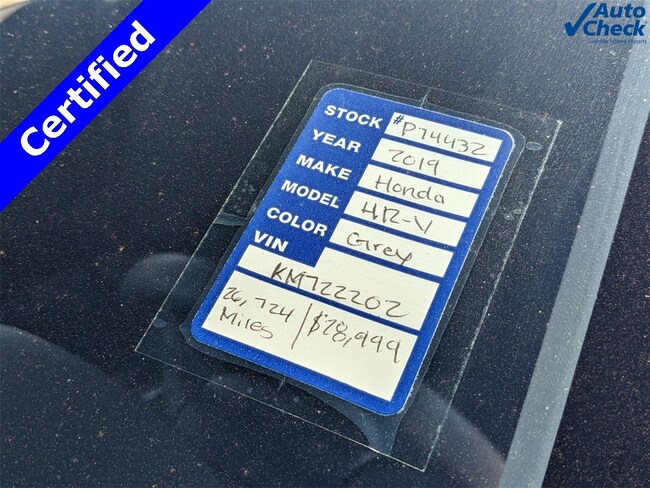 Certified
Auto
Check
STOCK #P74432
YEAR 2019
MAKE Honda
MODEL HR-V
COLOR Grey
VIN
KM722202
26,724
Miles
$28,999